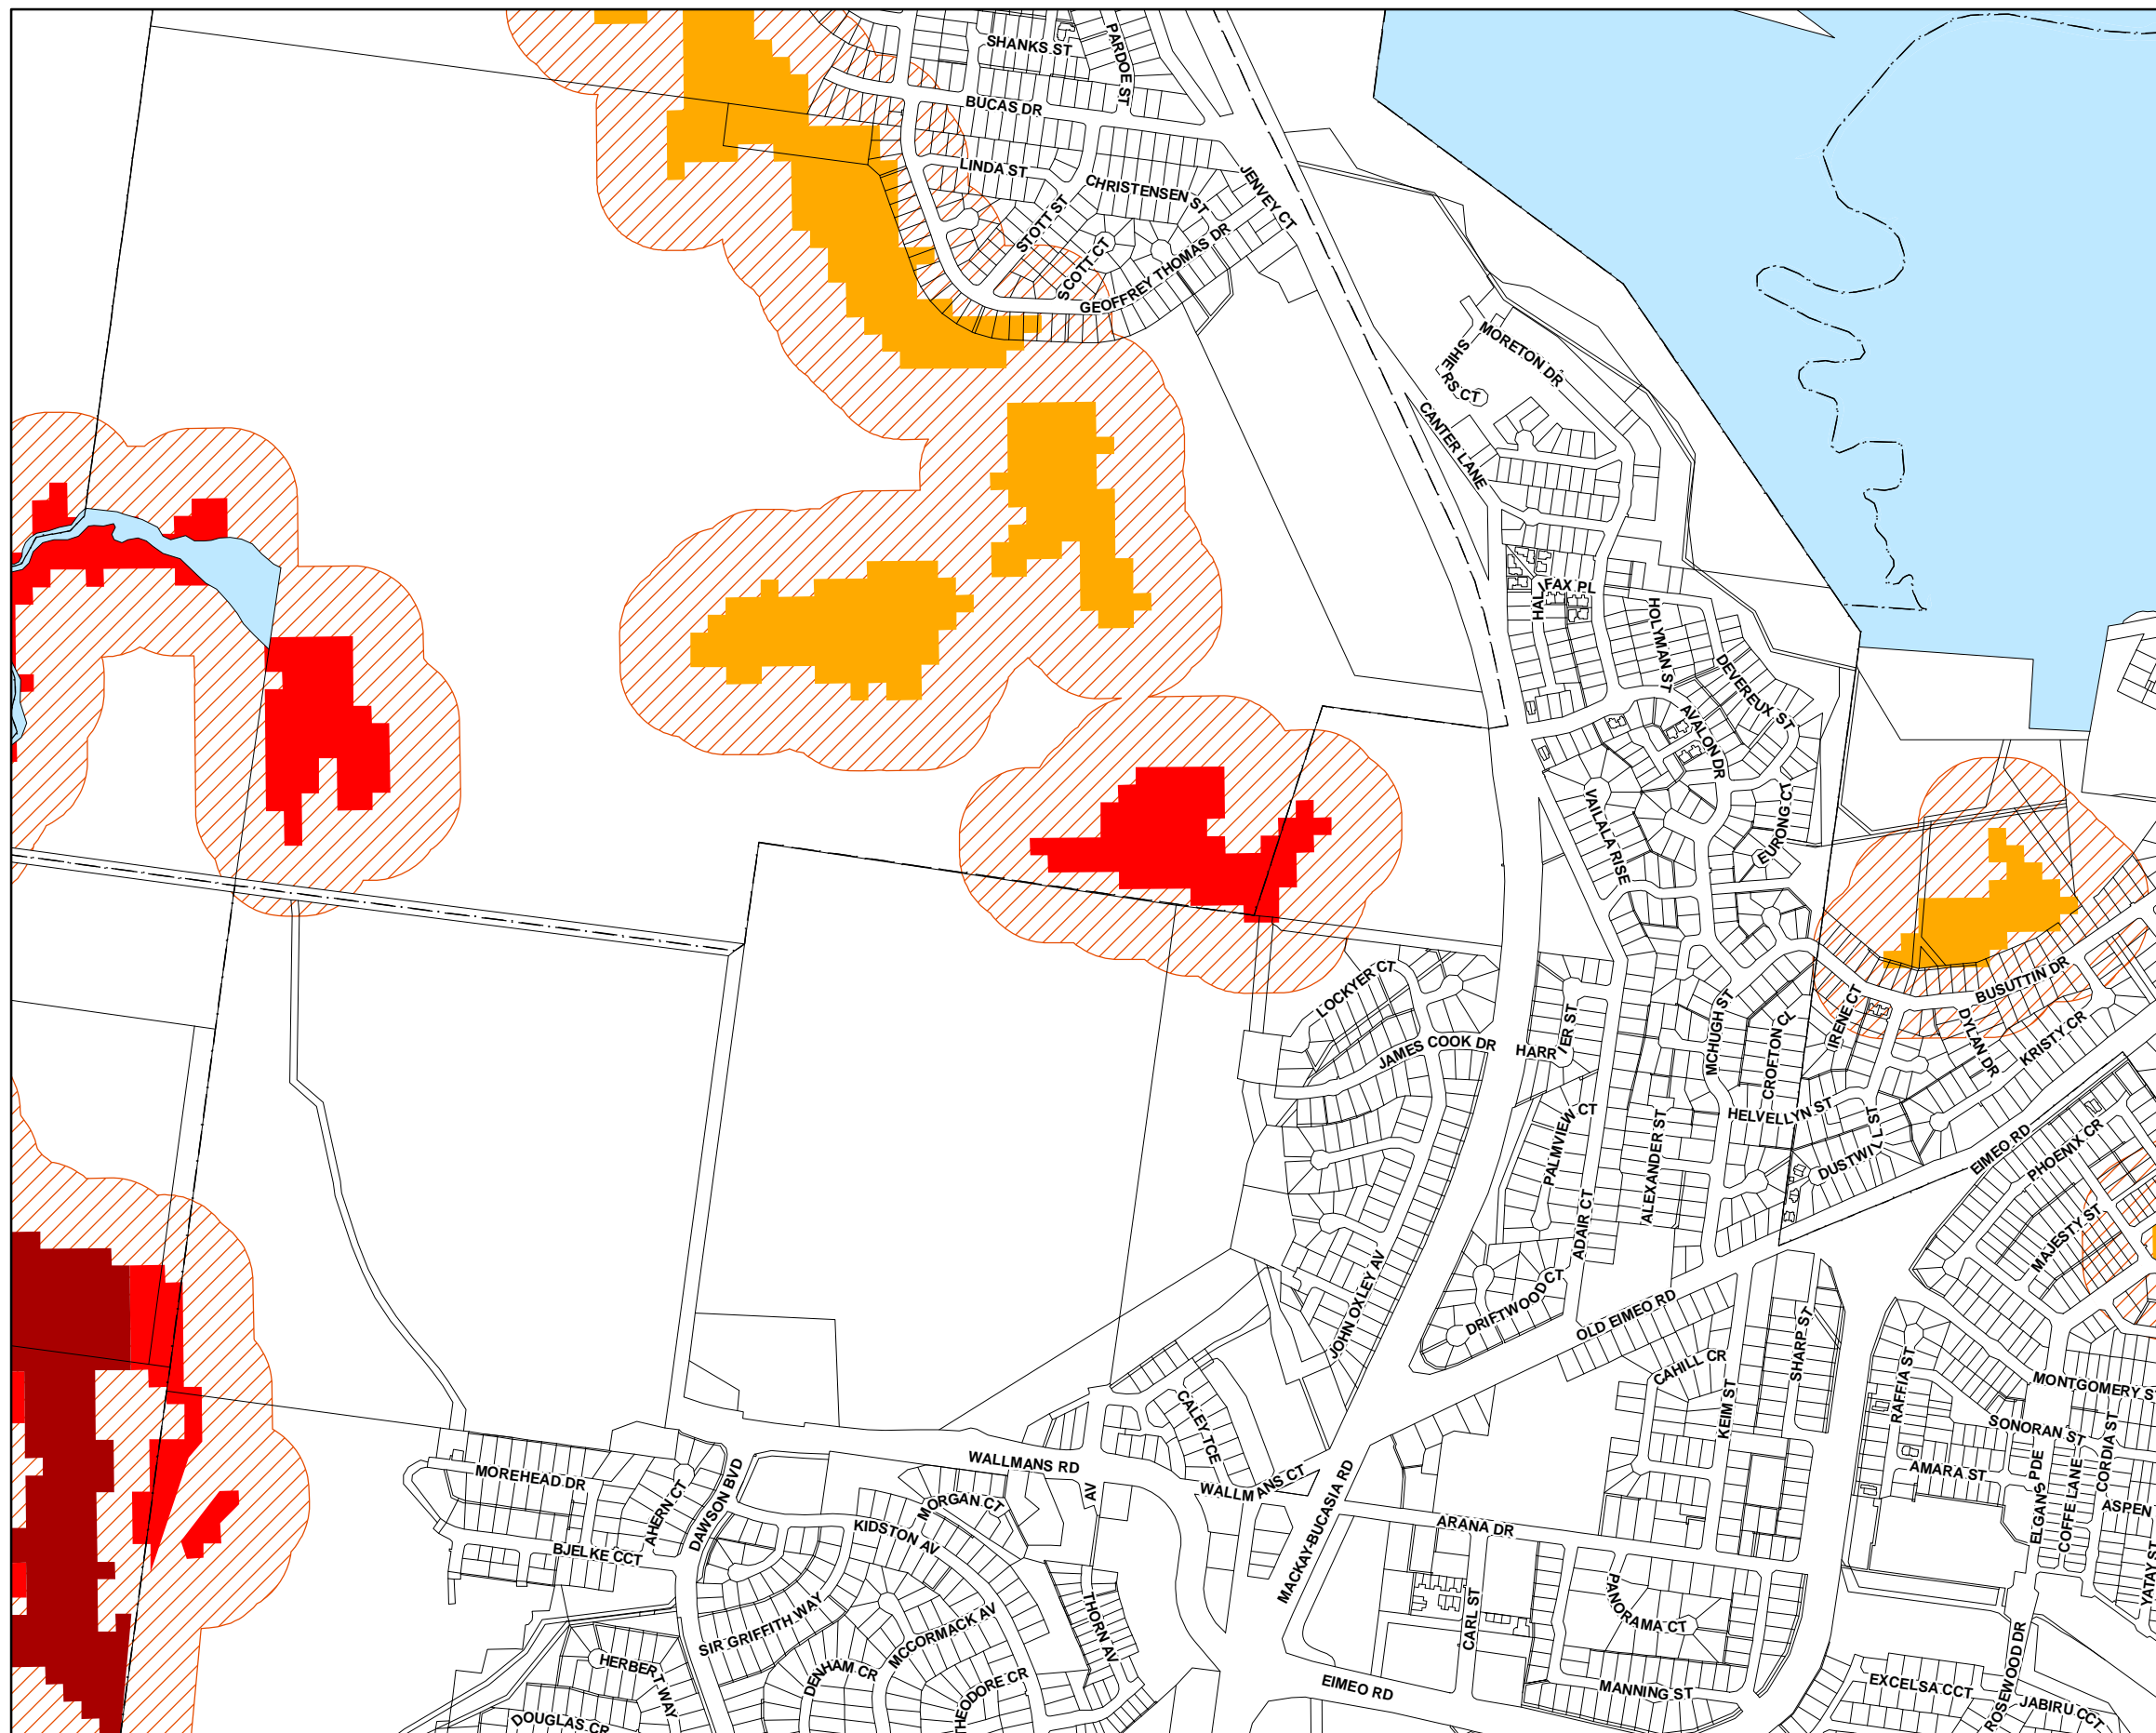 SHANKS ST
PARDOE ST
BUCAS DR
LINDA ST
CHRISTENSEN ST
JENVEY CT
STOTT ST
SCOTT CT
GEOFFREY THOMAS DR
MORETON DR
SHIE
RS CT
CANTER LANE
HALI
FAX PL
HOLYMAN ST
DEVEREUX ST
AVALON DR
VAILALA RISE
EURONG CT
LOCKYER CT
JAMES COOK DR
HARR
YER ST
MCHUGH ST
CROFTON CL
IRENE CT
BUSUTTIN DR
DYLAN DR
KRISTY CR
PALMVIEW CT
ALEXANDER ST
HELVELLYN ST
DUSTWILL ST
EIMEO RD
PHOENIX CR
MAJESTY ST
ADAIR CT
JOHN OXLEY AV
DRIFTWOOD CT
OLD EIMEO RD
SHARP ST
CAHILL CR
KEIM ST
RAFFIA ST
MONTGOMERY S
CALEY TCE
SONORAN ST
CORDIA ST
WALLMANS RD
WALLMANS CT
MOREHEAD DR
AHERN CT
DAWSON BVD
MORGAN CT
AV
AMARA ST
ELGANS PDE
COFFE LANE
ASPEN
MACKAY-BUCASIA RD
ARANA DR
KIDSTON AV
BJELKE CCT
YATAY ST
CARL ST
PANORAMA CT
THORN AV
SIR GRIFFITH WAY
MCCORMACK AV
DENHAM CR
HERBERT WAY
THEODORE CR
DOUGLAS CR
EIMEO RD
MANNING ST
EXCELSA CCT
ROSEWOOD DR
JABIRU CCT